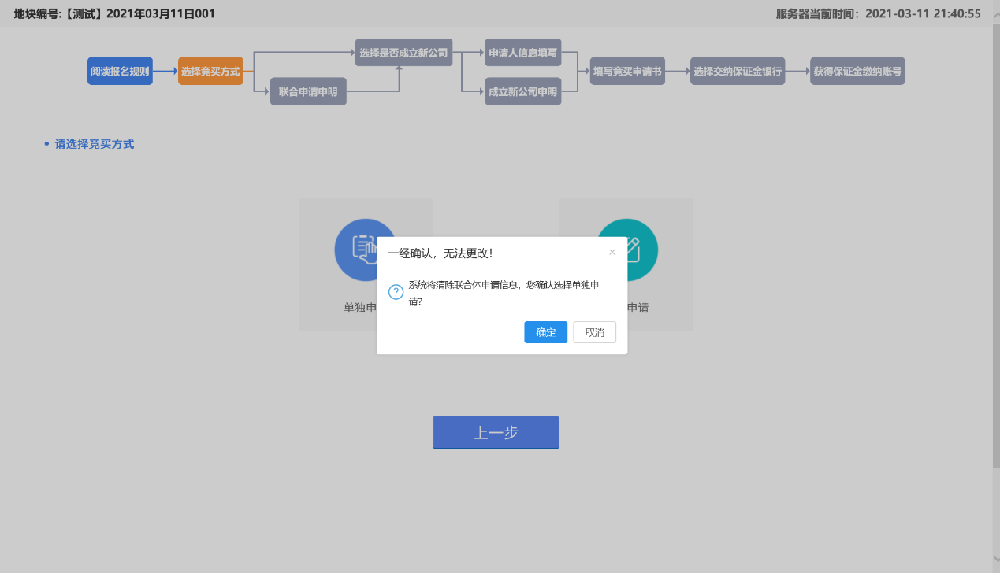 地块编号:【测试】2021年03月11日001
服务器当前时间：2021-03-11 21:40:55
阅读报名规则
选择竞买方式
选择是否成立新公司
联合申请申明
申请人信息填写
成立新公司申明
填写竞买申请书
选择交纳保证金银行
获得保证金缴纳账号
请选择竞买方式
单独申
申请
一经确认，无法更改!
×
?
系统将清除联合体申请信息，您确认选择单独申
请?
确定
取消
上一步